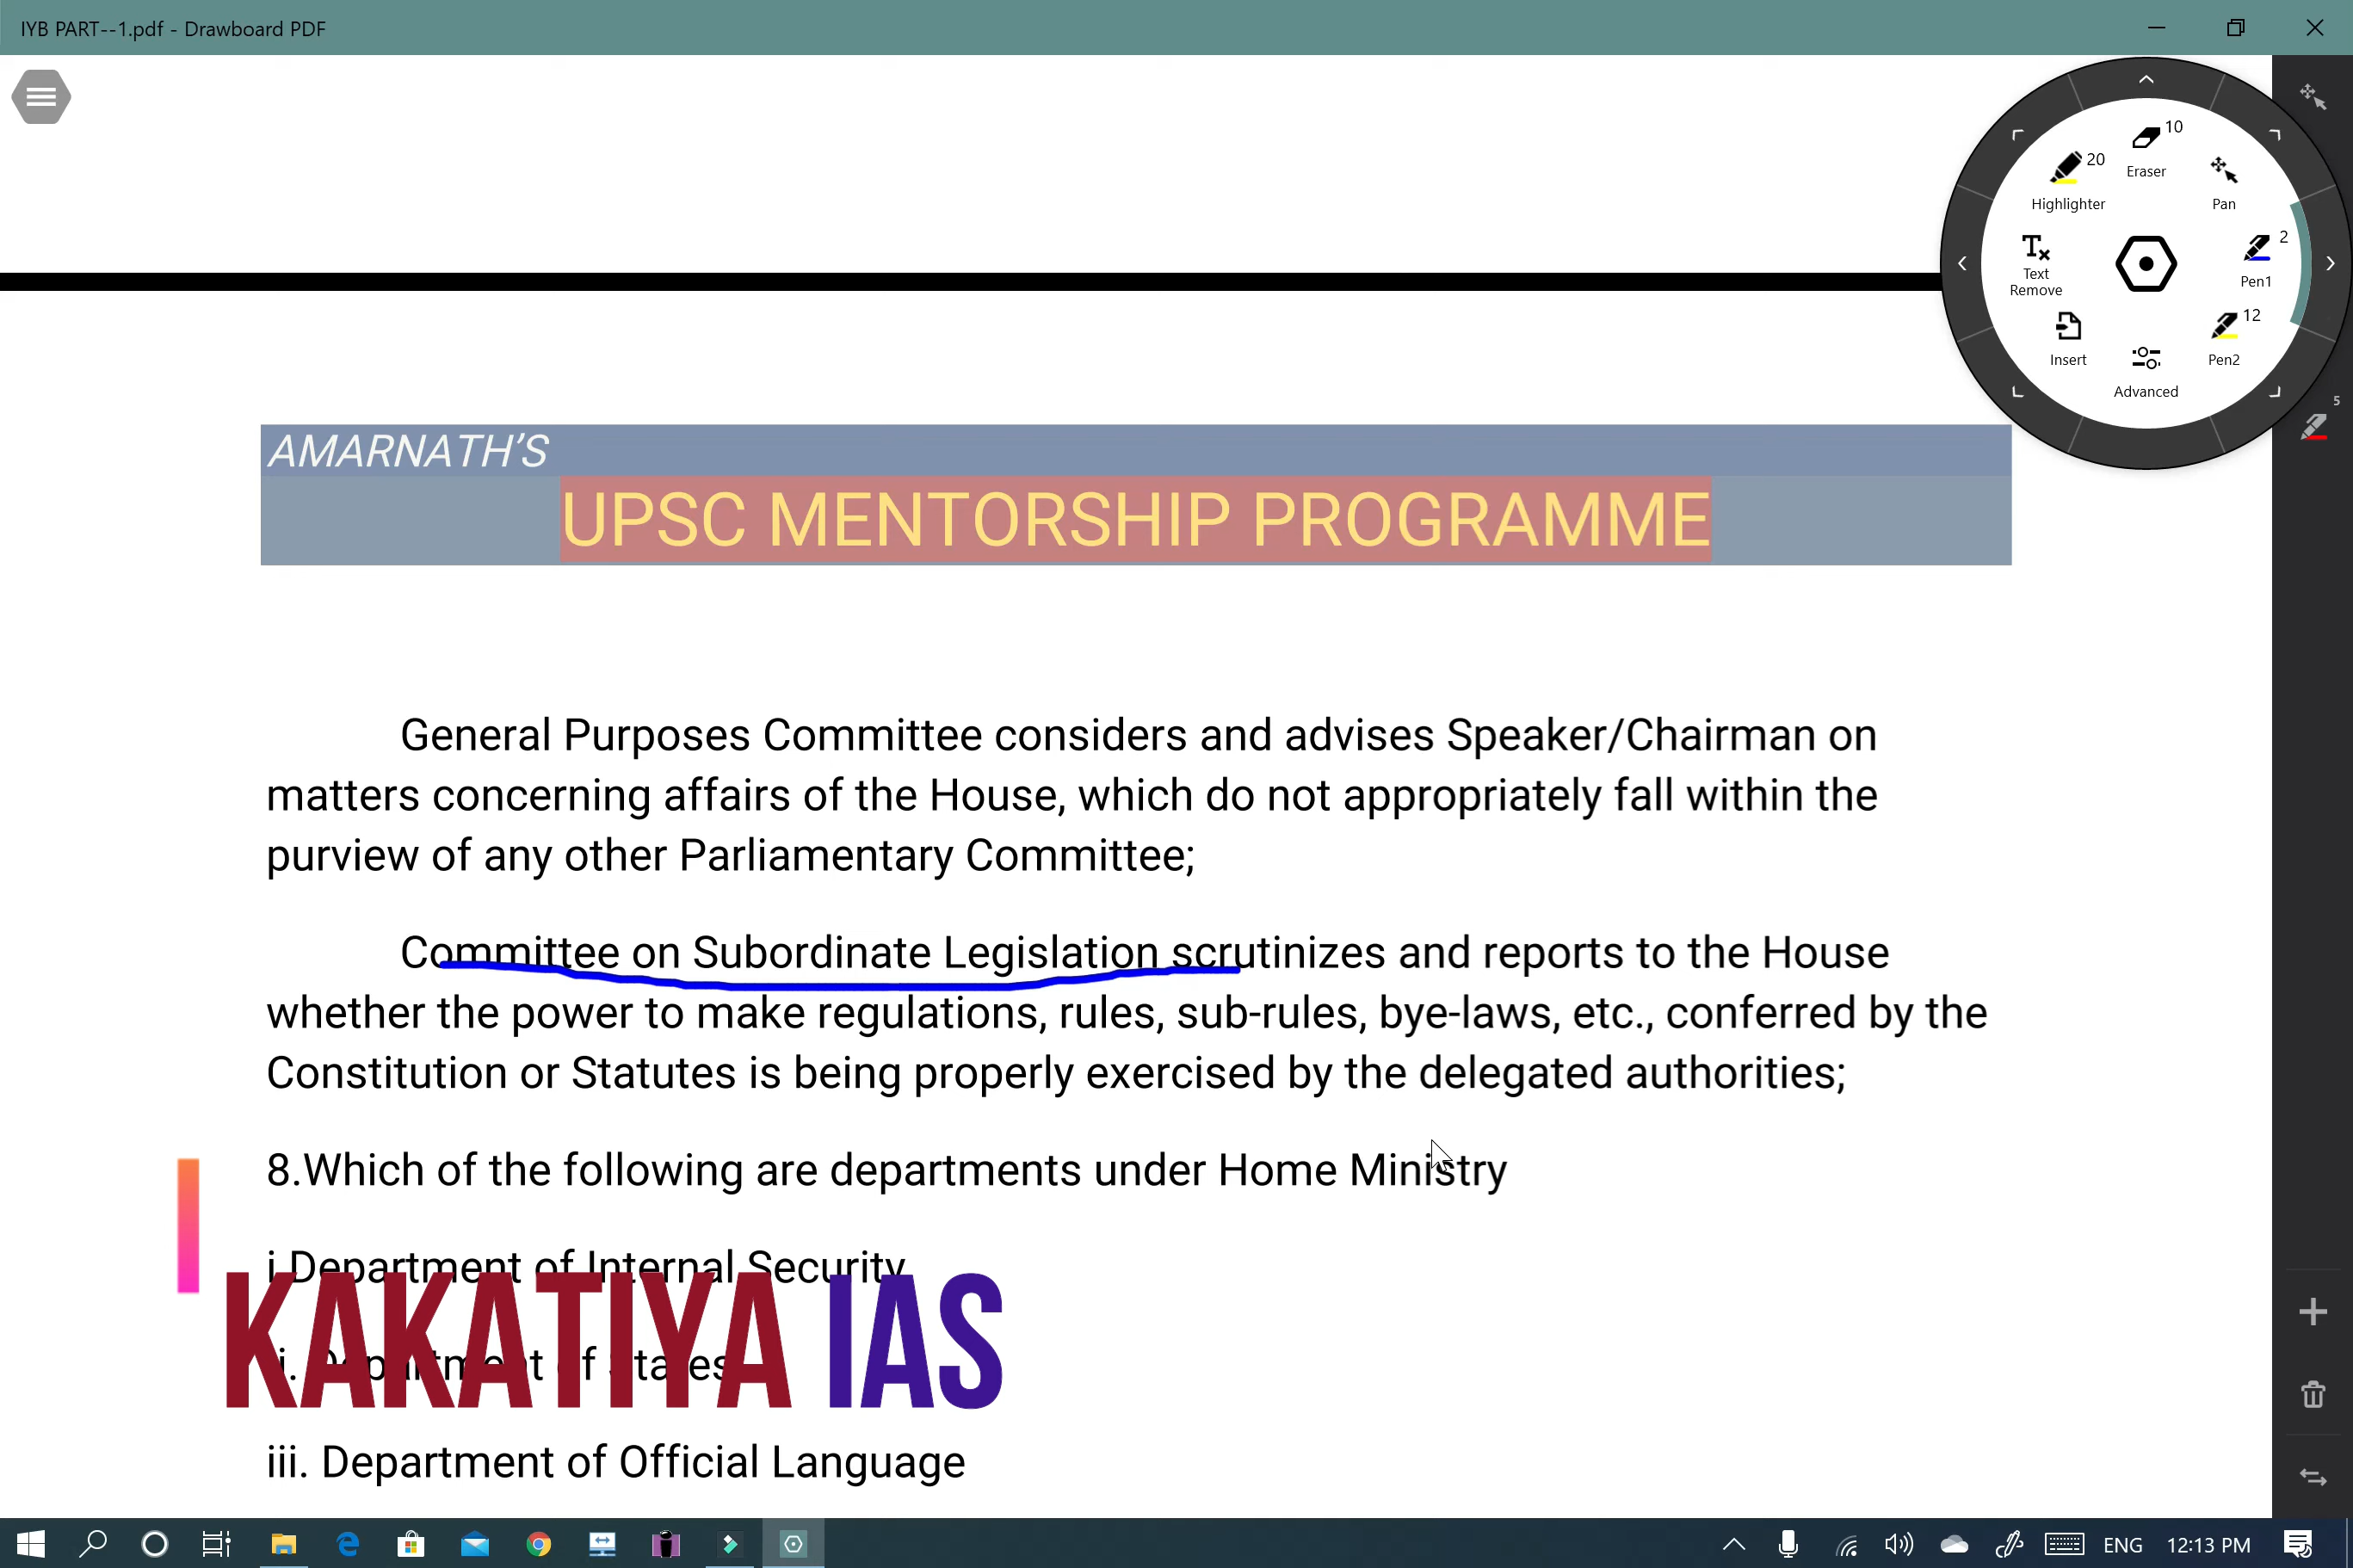 IYB PART--1.pdf - Drawboard PDF
10
Eraser
20
Highlighter
Pan
Text
Remove
2
Pen1
12
Pen2
Insert
Advanced
5
AMARNATH'S
UPSC MENTORSHIP PROGRAMME
General Purposes Committee considers and advises Speaker/Chairman on
matters concerning affairs of the House, which do not appropriately fall within the
purview of any other Parliamentary Committee;
Committee on Subordinate Legislation scrutinizes and reports to the House
whether the power to make regulations, rules, sub-rules, bye-laws, etc., conferred by the
Constitution or Statutes is being properly exercised by the delegated authorities;
8.Which of the following are departments under Home Ministry
i.Department of Internal Security
ii. Department of States
KAKATIYA IAS
iii. Department of Official Language
ENG 12:13 PM